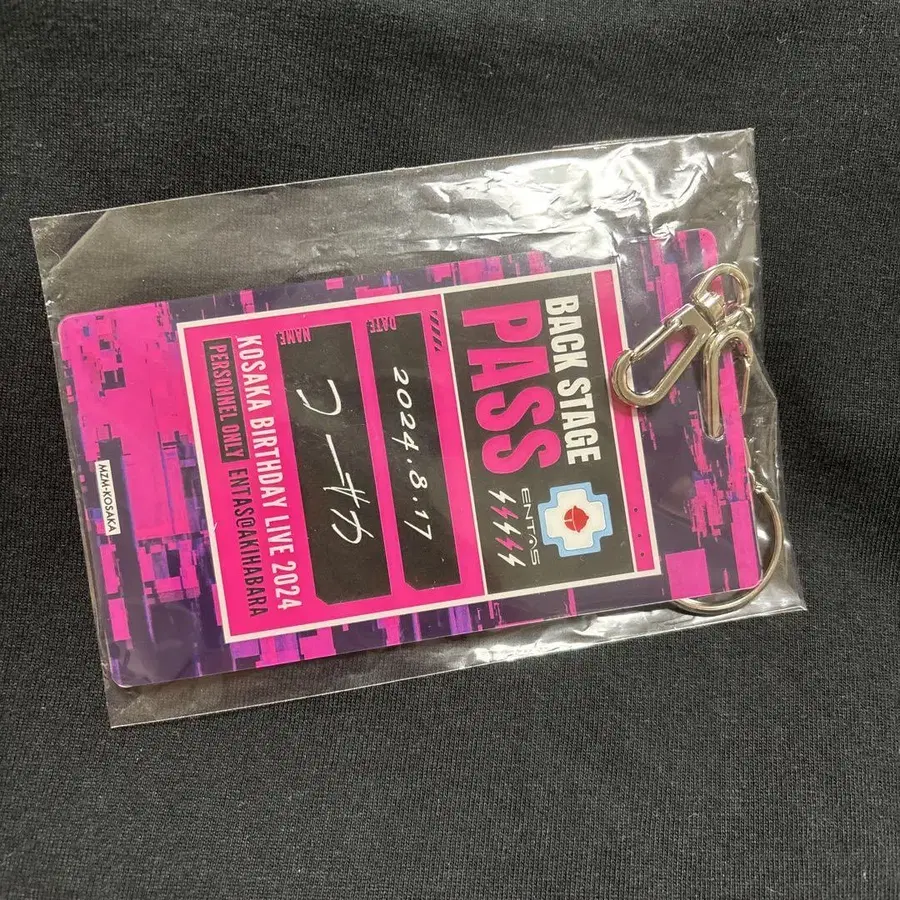 BACK STAGE
PASS
ENTAS
DATE
2024.8.17
NAME
コーサカ
KOSAKA BIRTHDAY LIVE 2024
PERSONNEL ONLY ENTAS@AKIHABARA
MZM-KOSAKA